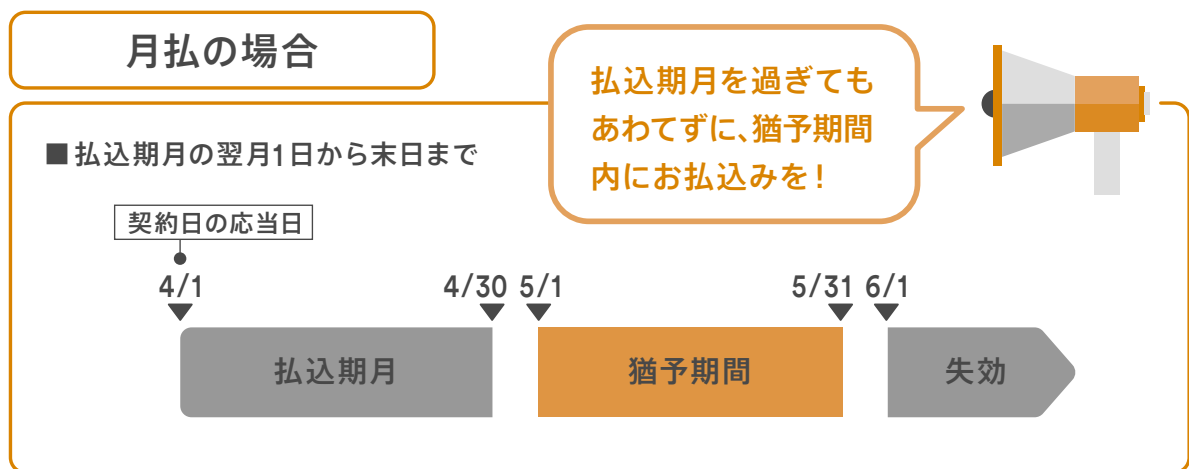 月払の場合
払込期月を過ぎても
あわてずに、猶予期間
内にお払込みを!
■払込期月の翌月1日から末日まで
契約日の応当日
4/1
4/30
5/1
5/31
6/1
払込期月
猶予期間
失効